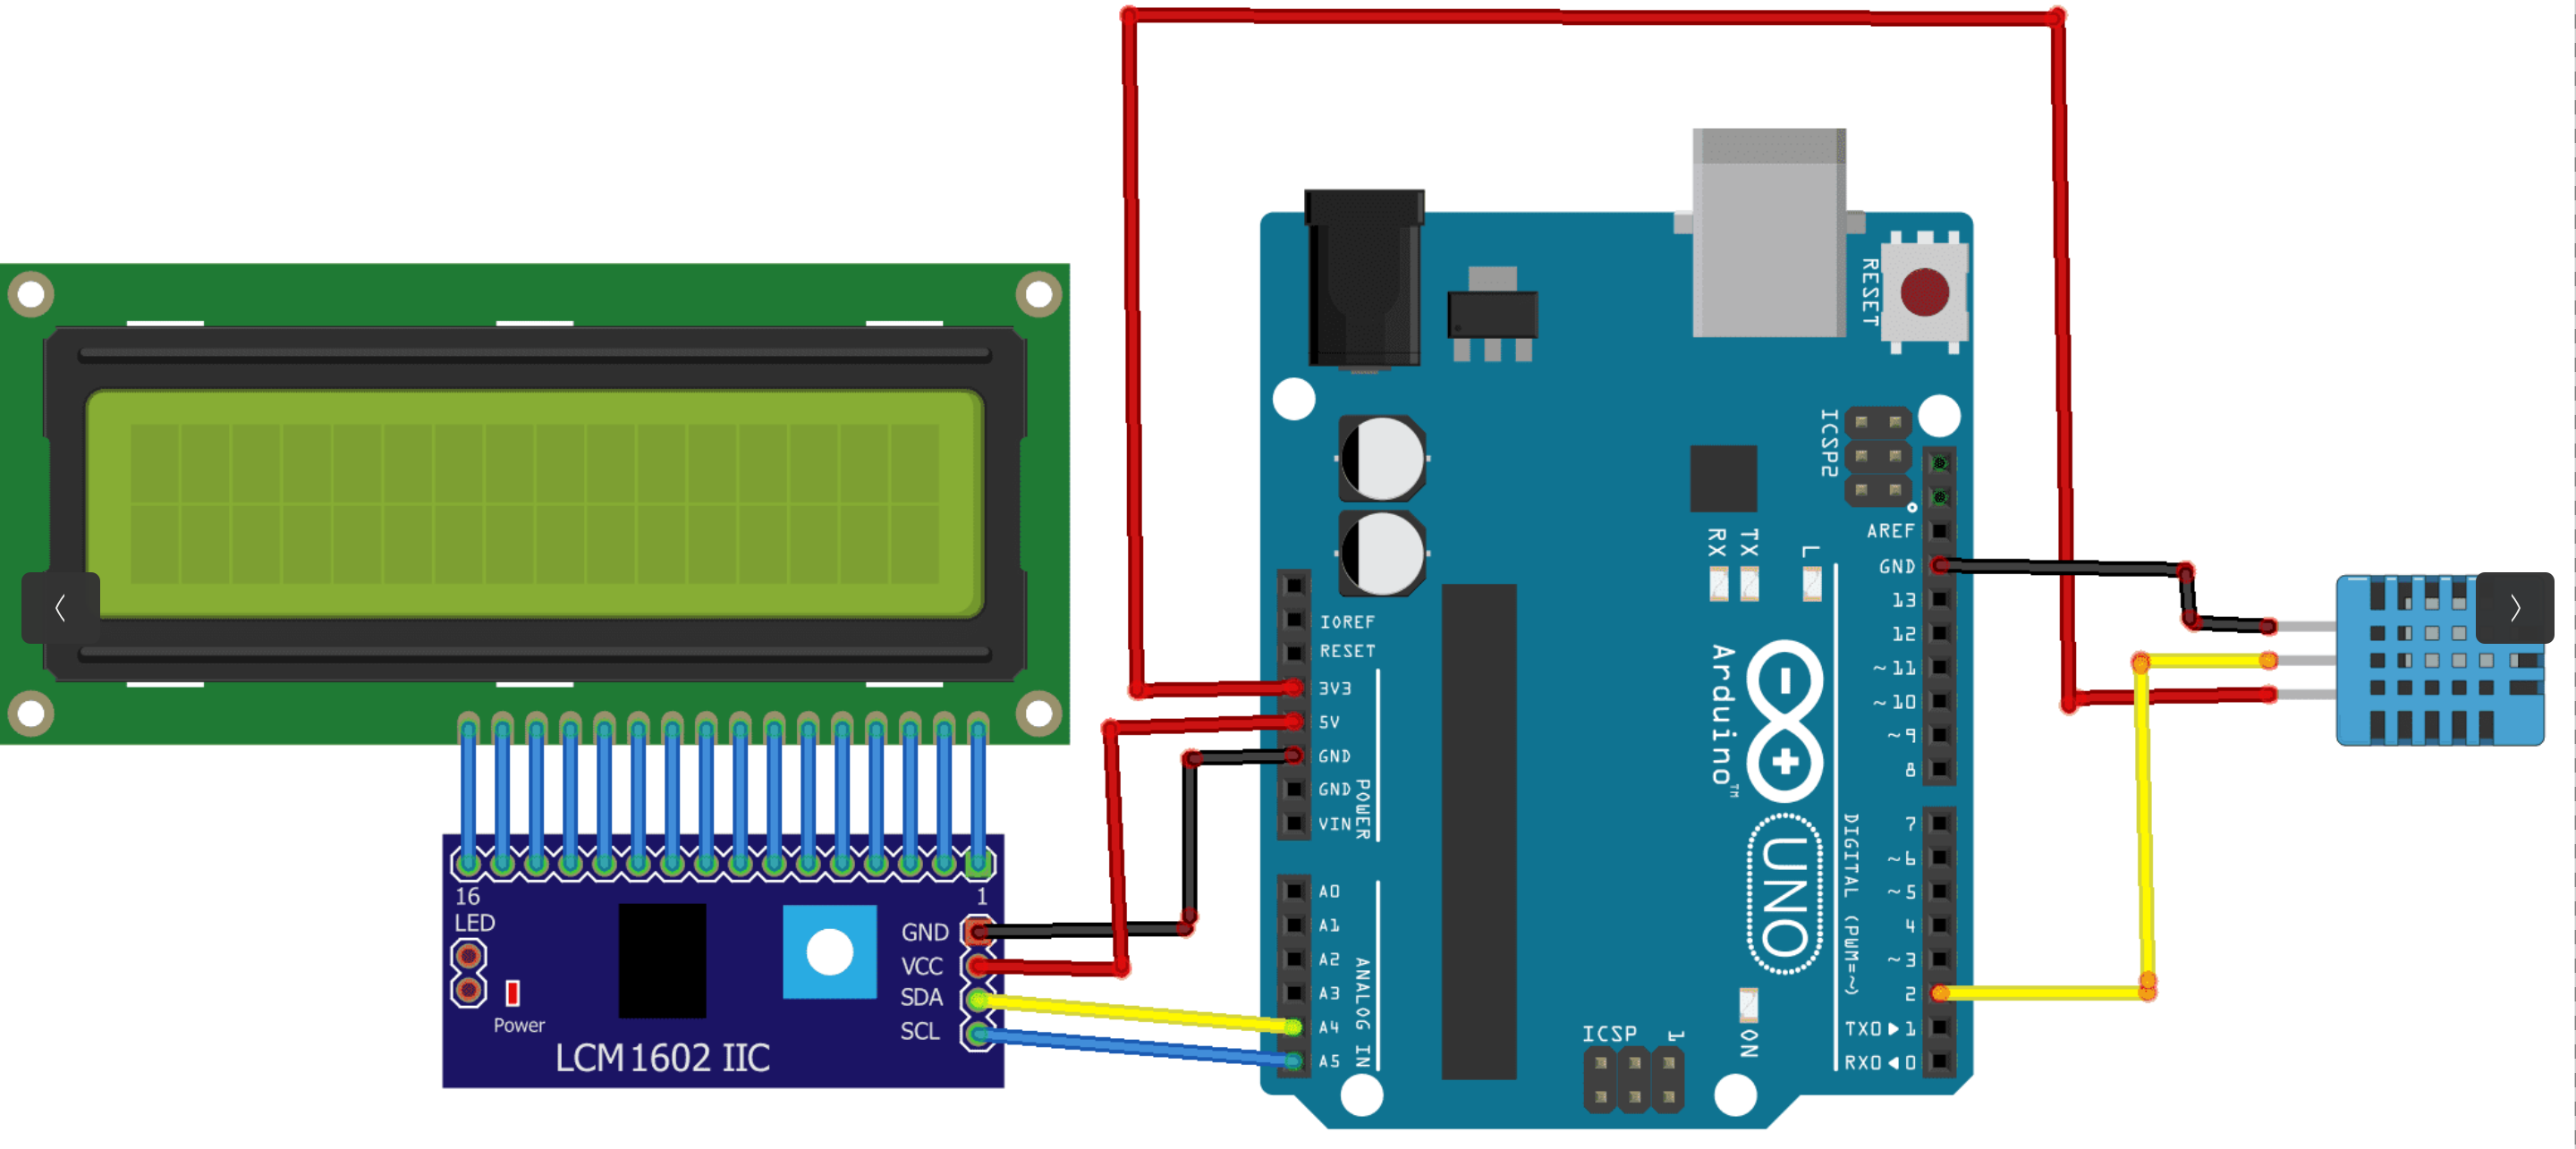 16
1
LED
Power
LCM1602 IIC
GND
VCC
SDA
SCL
IOREF
RESET
3V3
5V
GND
GND
VIN
POWER
A0
A1
A2
A3
A4
A5
ANALOG IN
RESET
ICSP2
RX
TX
L
Arduino™
UNO
ON
ICSP
1
AREF
GND
13
12
~11
~10
~9
8
7
~6
~5
4
~3
2
TX0▶1
RX0◀0
DIGITAL (PWM=~)